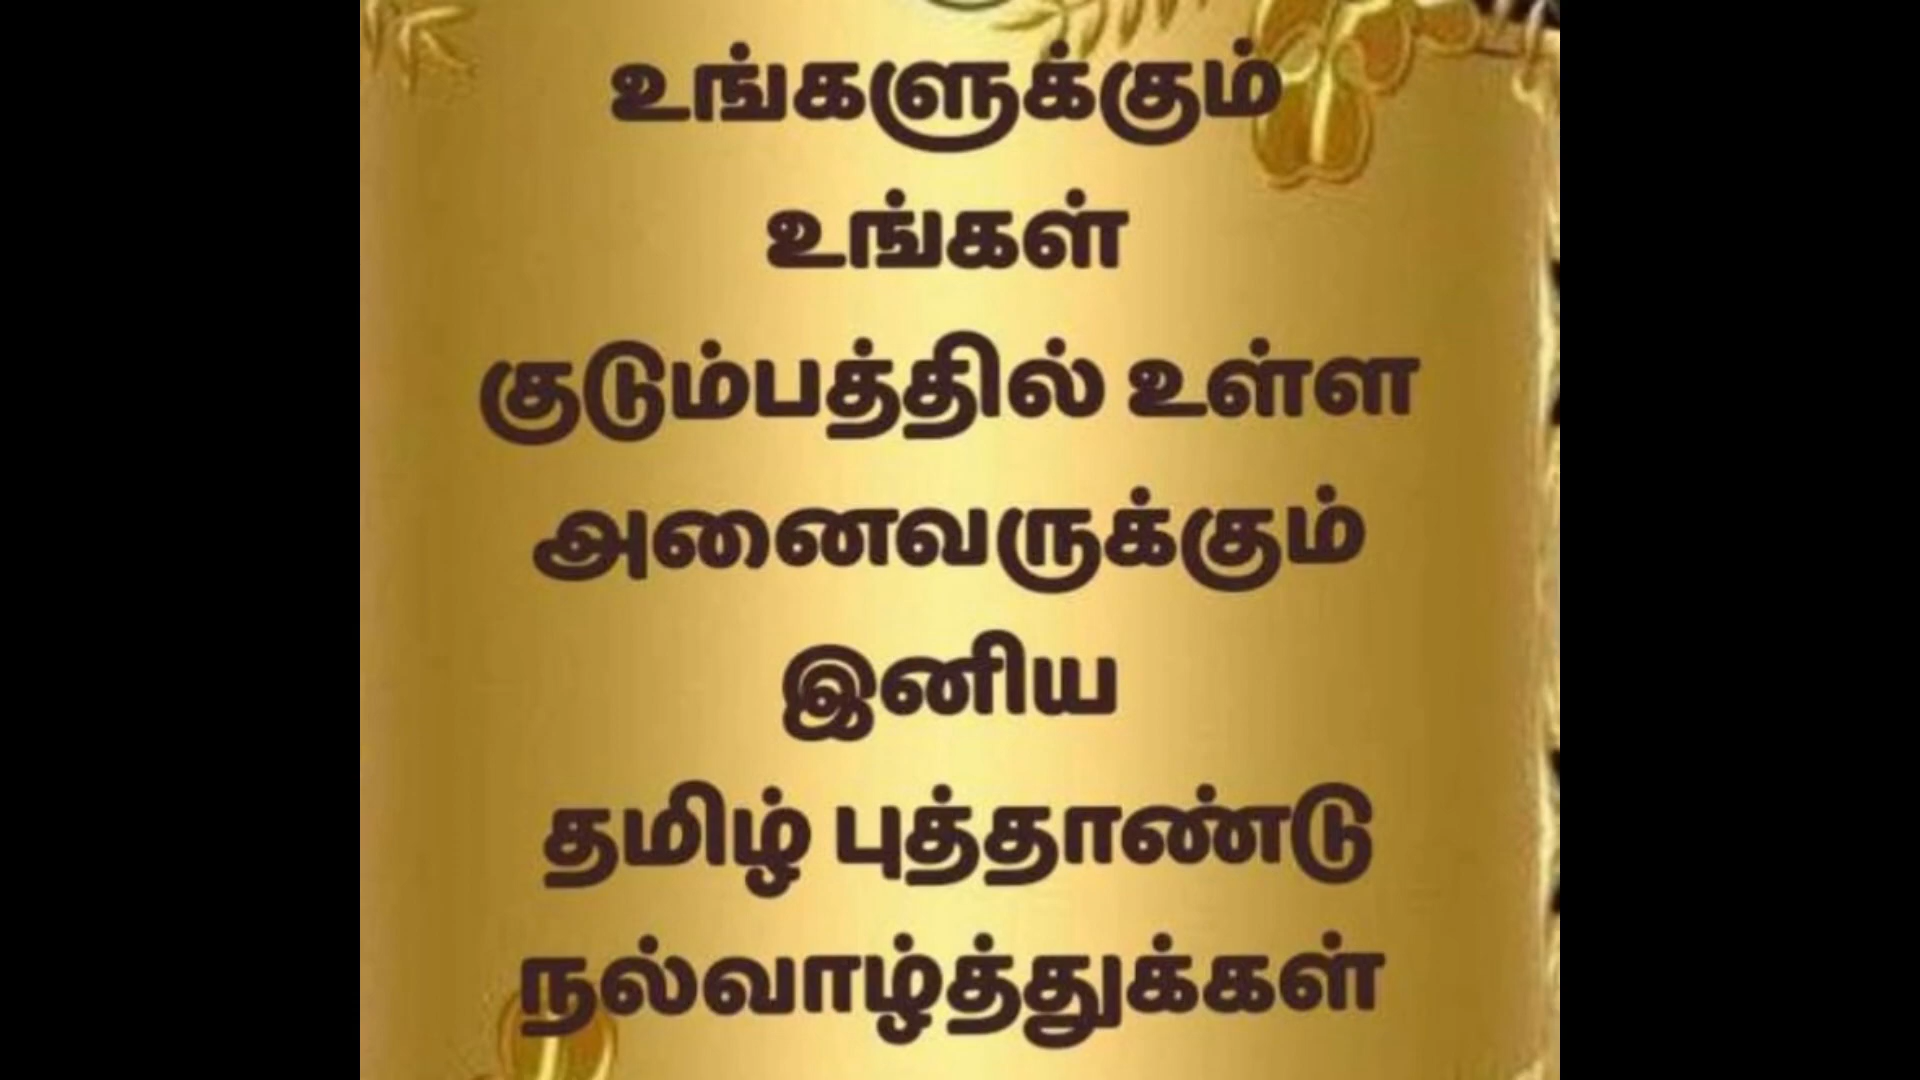 உங்களுக்கும்
உங்கள்
குடும்பத்தில் உள்ள
அனைவருக்கும்
இனிய
தமிழ் புத்தாண்டு
நல்வாழ்த்துக்கள்